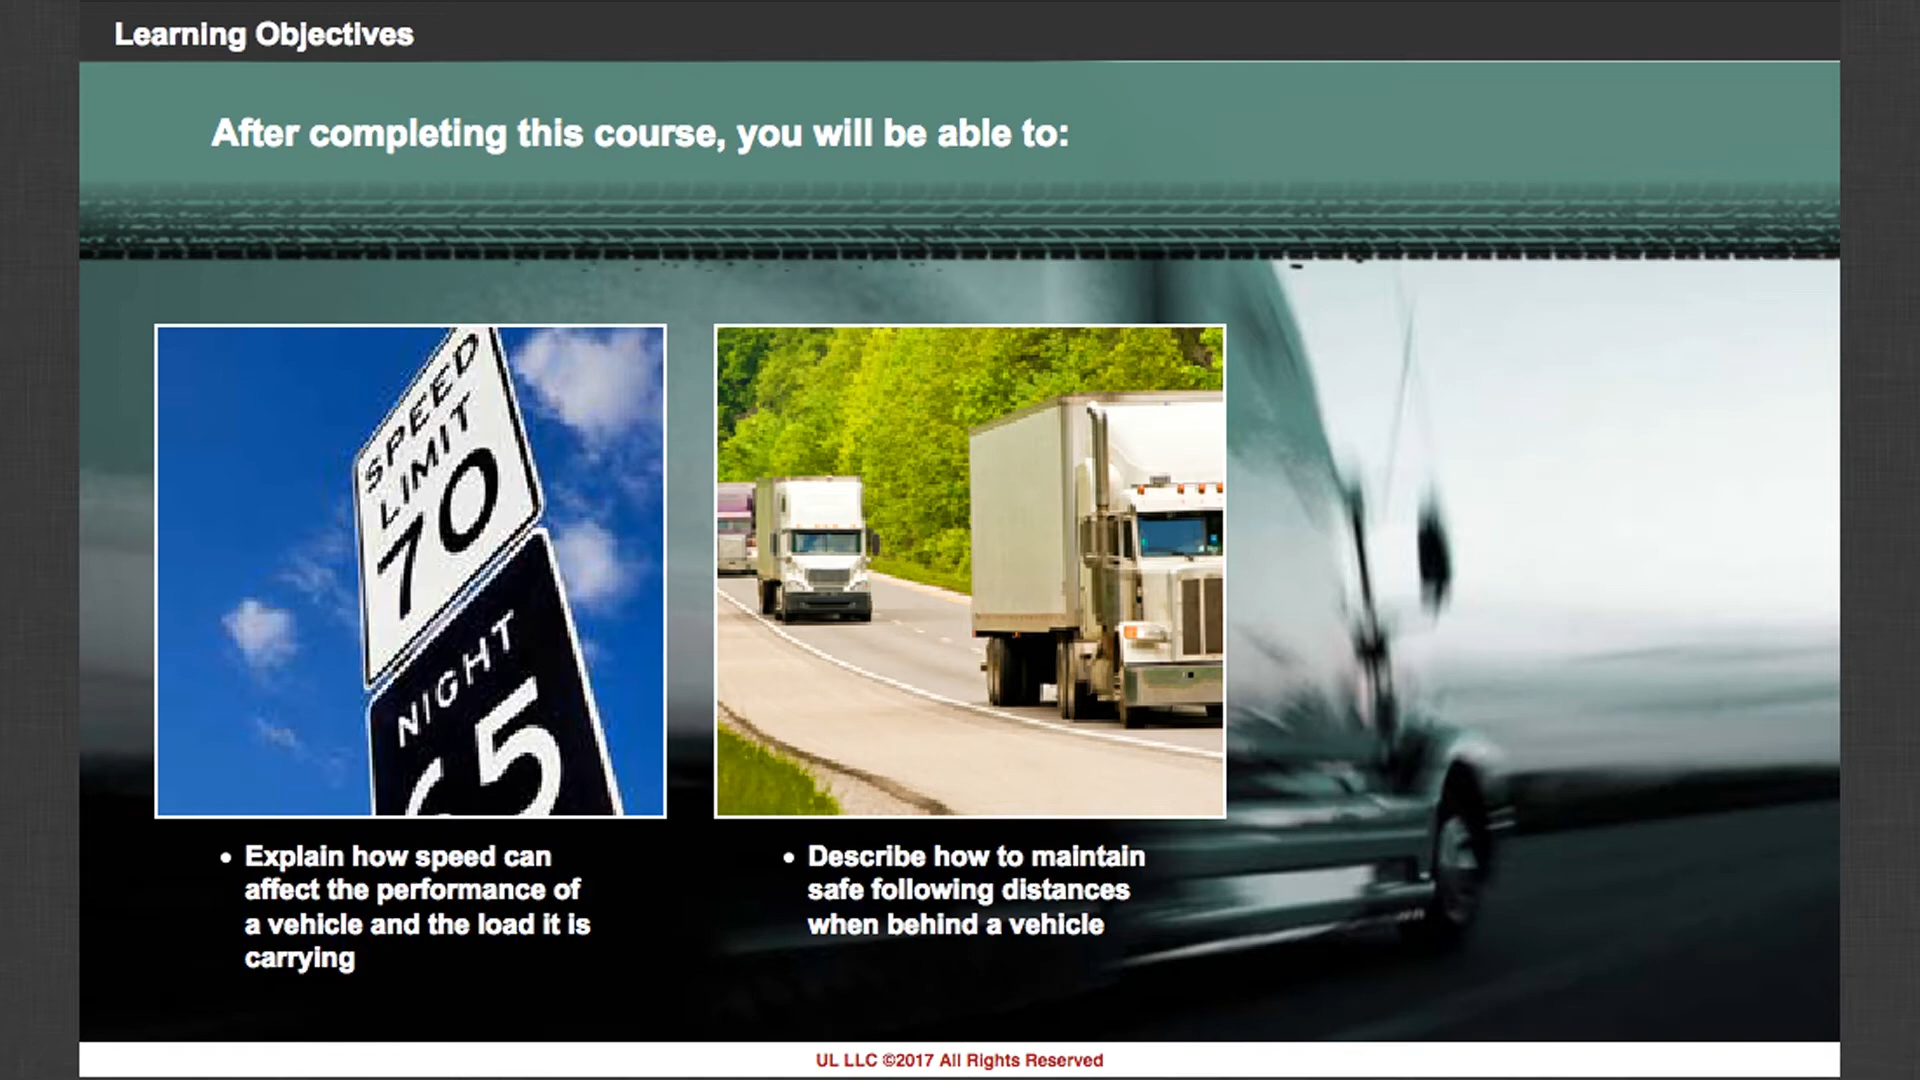 Learning Objectives
After completing this course, you will be able to:
SPEED
LIMIT
70
NIGHT
65
• Explain how speed can
affect the performance of
a vehicle and the load it is
carrying
• Describe how to maintain
safe following distances
when behind a vehicle
UL LLC ©2017 All Rights Reserved